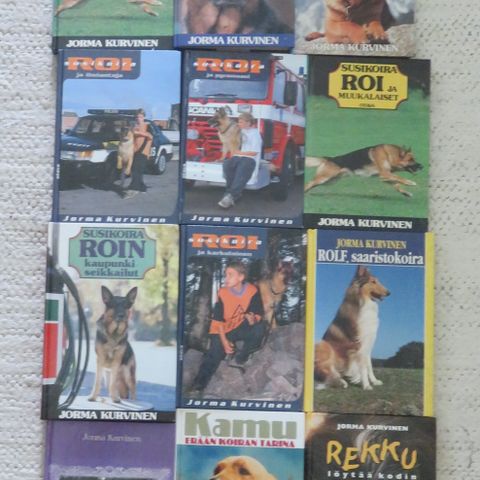 JORMA KURVINEN
JORMA KURVINEN
JORMA KURVINEN
ROI
ja
Jorma Kurvinen
ROI
ja pyromaani
Jorma Kurvinen
SUSIKOIRA
ROI JA
MUUKALAISET
JORMA KURVINEN
SUSIKOIRA
ROIN
kaupunki
seikkailut
JORMA KURVINEN
susikoira
ROI
ja karkulainen
Jorma Kurvinen
JORMA KURVINEN
ROLF, saaristokoira
Jorma Kurvinen
Kamu
ERÄÄN KOIRAN TARINA
JORMA KURVINEN
REKKU
löytää kodin